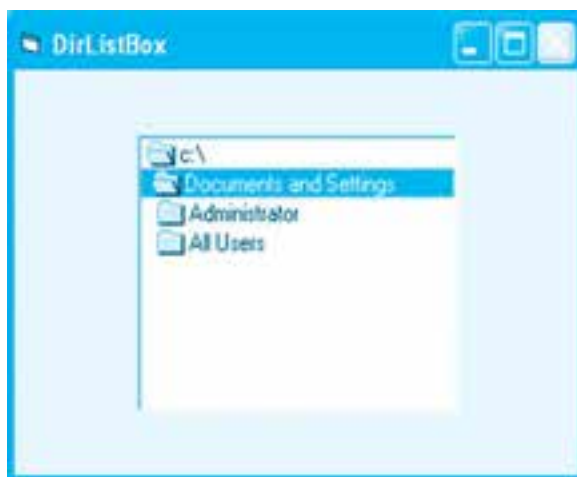 DirListBox
c:\
Documents and Settings
Administrator
All Users